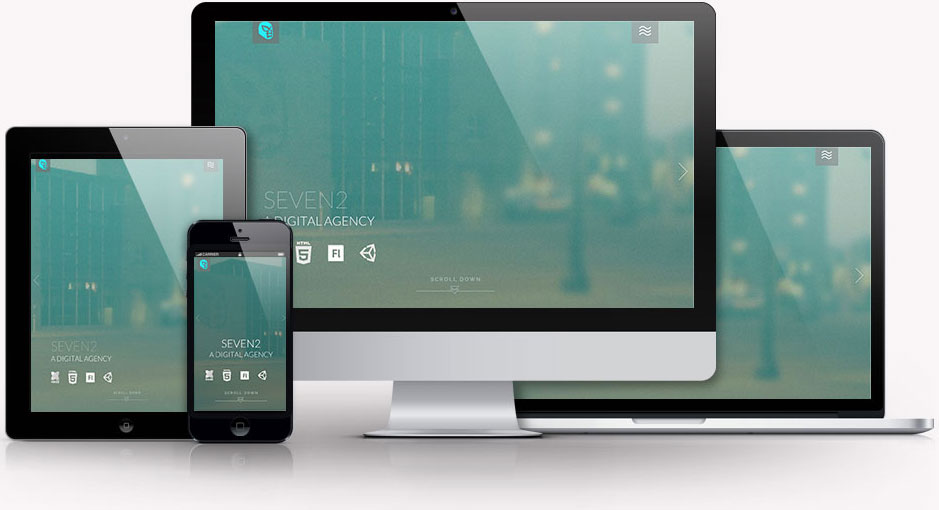 SEVEN2
A DIGITAL AGENCY
HTML
5
Fl
SCROLL DOWN
SEVEN2
A DIGITAL AGENCY
5
Fl
SCROLL DOWN
CARRIER
SEVEN2
A DIGITAL AGENCY
5
Fl
SCROLL DOWN